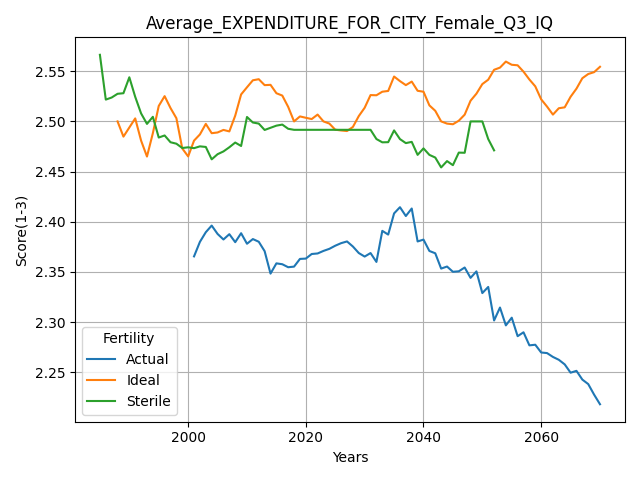 Average_EXPENDITURE_FOR_CITY_Female_Q3_IQ
Score(1-3)
2.55
2.50
2.45
2.40
2.35
2.30
2.25
Fertility
Actual
Ideal
Sterile
2000 2020 2040 2060
Years